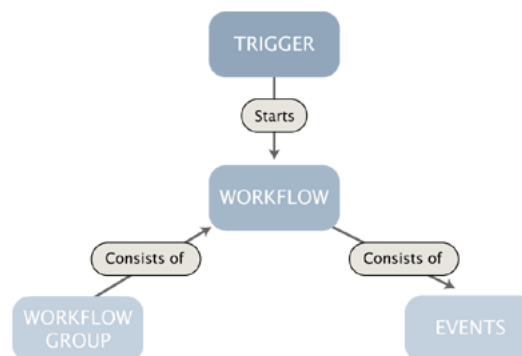 TRIGGER
Starts
WORKFLOW
Consists of
Consists of
WORKFLOW
GROUP
EVENTS